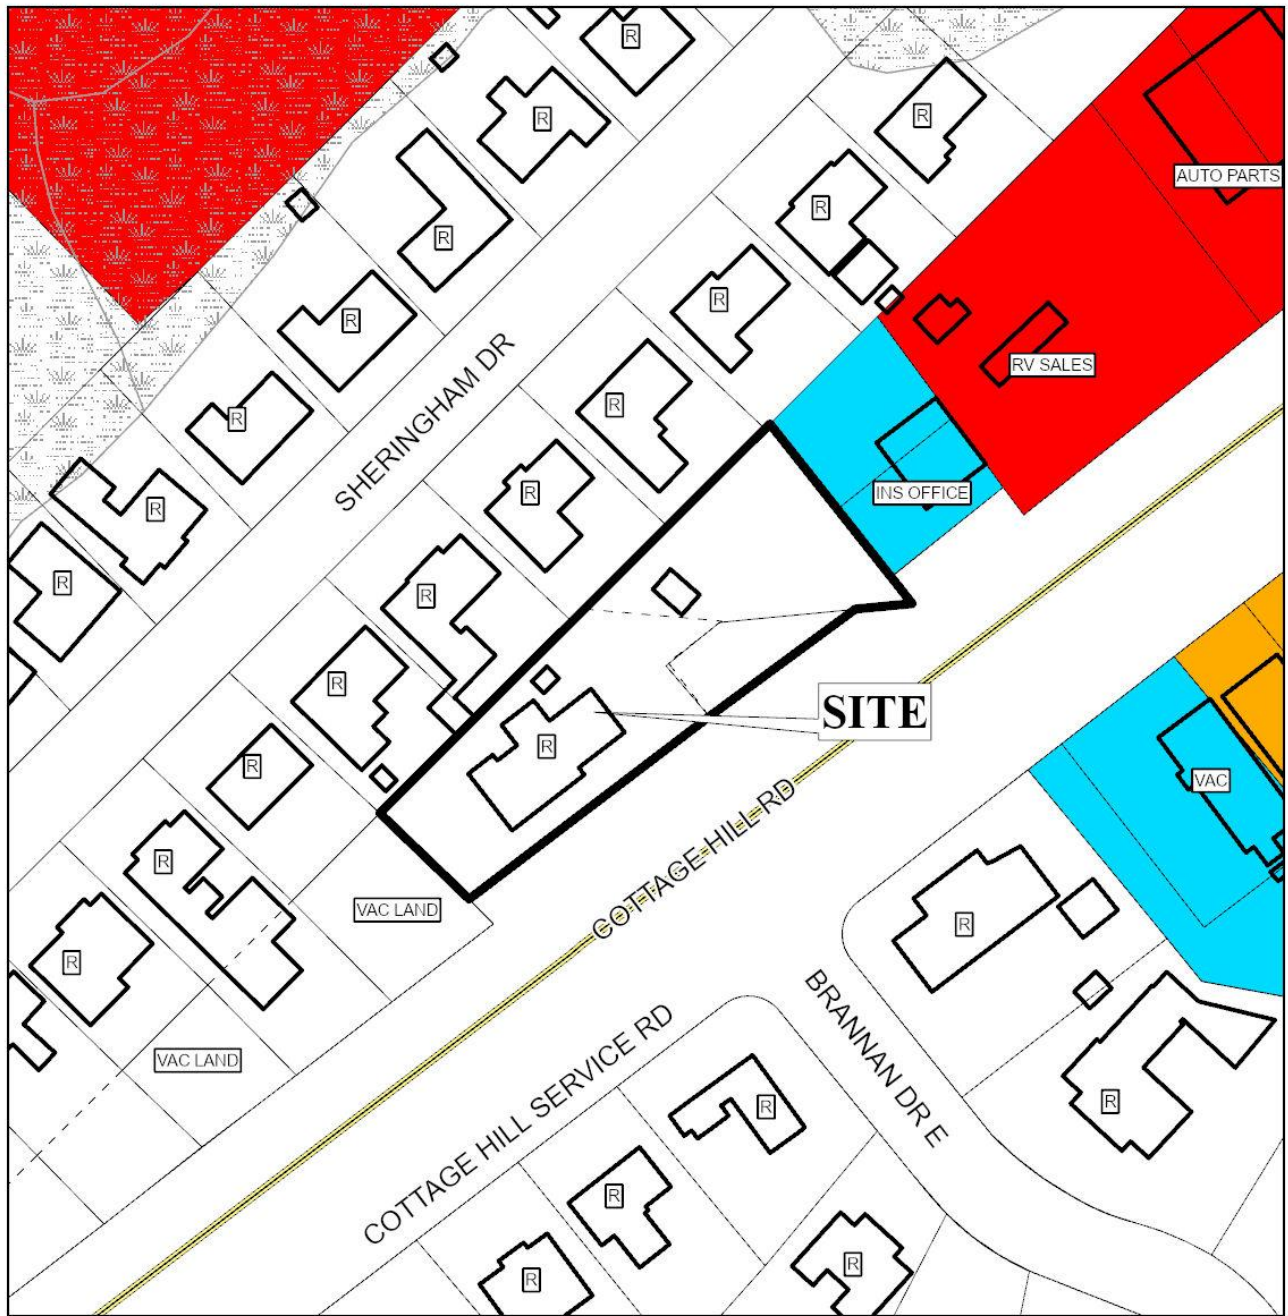 R
R
R
AUTO PARTS
R
R
R
R
R
RV SALES
SHERINGHAM DR
R
R
R
R
INS OFFICE
R
R
R
R
SITE
R
R
VAC
COTTAGE HILL RD
R
VAC LAND
R
R
BRANNAN DR E
COTTAGE HILL SERVICE RD
VAC LAND
R
R
R
R
R